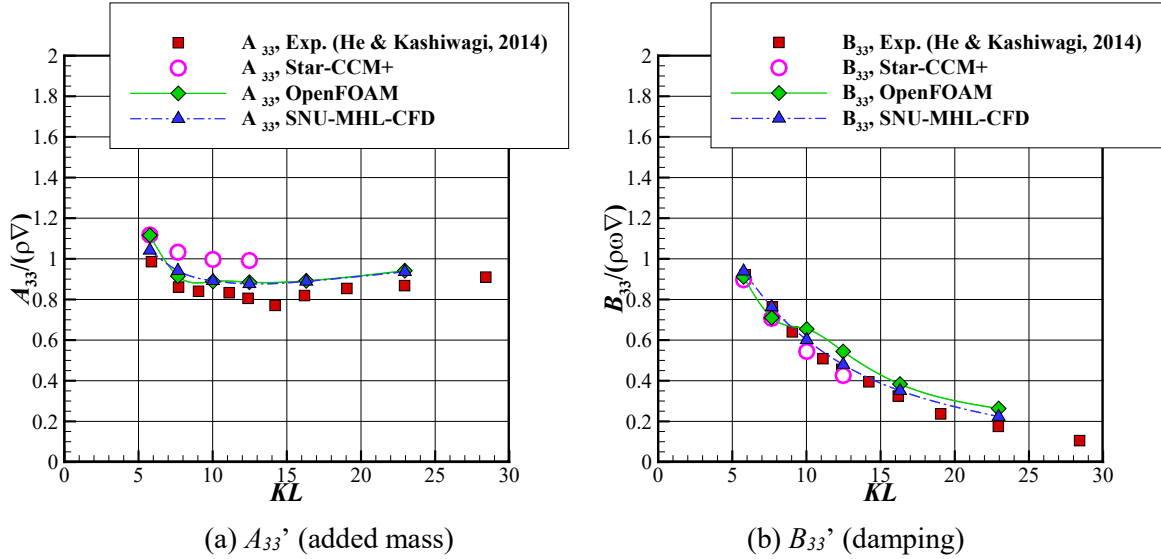 A 33, Exp. (He & Kashiwagi, 2014)
A 33, Star-CCM+
A 33, OpenFOAM
A 33, SNU-MHL-CFD
2
1.8
1.6
1.4
1.2
1
0.8
0.6
0.4
0.2
0
A33/(ρ∇)
0 5 10 15 20 25 30
KL
(a) A33’ (added mass)
B33, Exp. (He & Kashiwagi, 2014)
B33, Star-CCM+
B33, OpenFOAM
B33, SNU-MHL-CFD
2
1.8
1.6
1.4
1.2
1
0.8
0.6
0.4
0.2
0
B33/(ρω∇)
0 5 10 15 20 25 30
KL
(b) B33’ (damping)